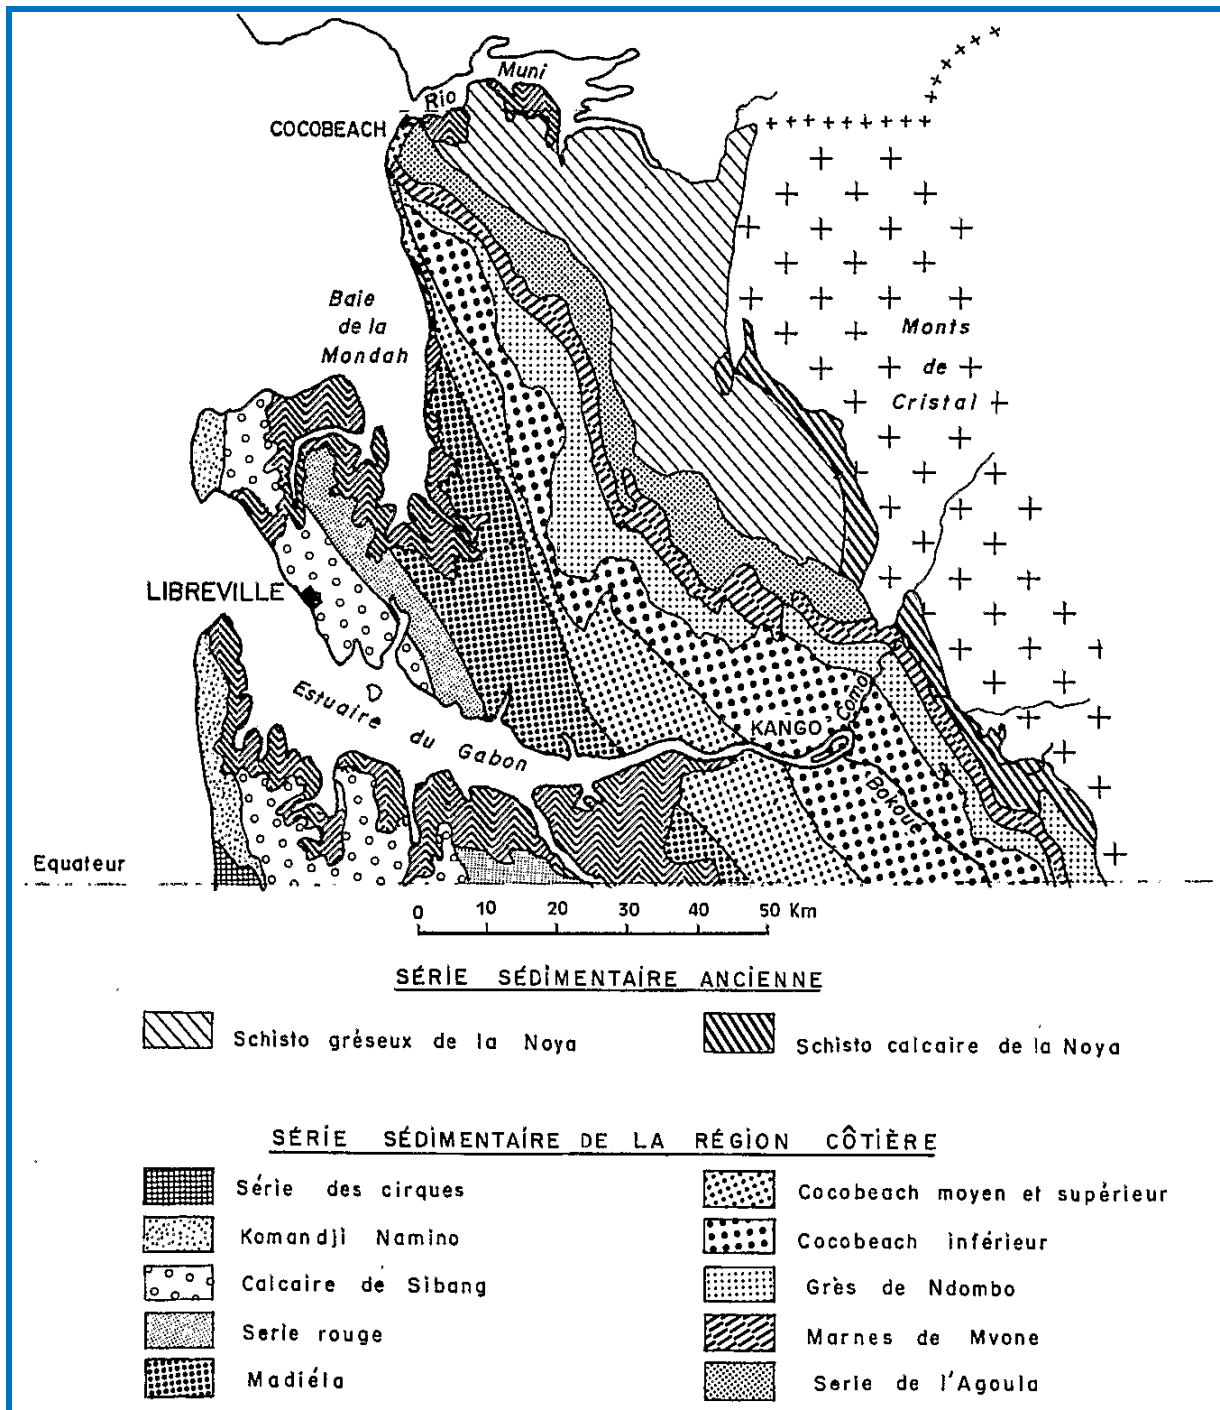 Rio Muni
COCOBEACH
Baie
de la
Mondah
Monts
de
Cristal
LIBREVILLE
Estuaire du Gabon
KANGO
Como
Bokoué
Equateur
0 10 20 30 40 50 Km
SÉRIE SÉDIMENTAIRE ANCIENNE
Schisto gréseux de la Noya
Schisto calcaire de la Noya
SÉRIE SÉDIMENTAÍRE DE LA RÉGION CÔTIÈRE
Série des cirques
Komandji Namino
Calcaire de Sibang
Serie rouge
Madiéla
Cocobeach moyen et supérieur
Cocobeach inférieur
Grès de Ndombo
Marnes de Mvone
Serie de l'Agoula